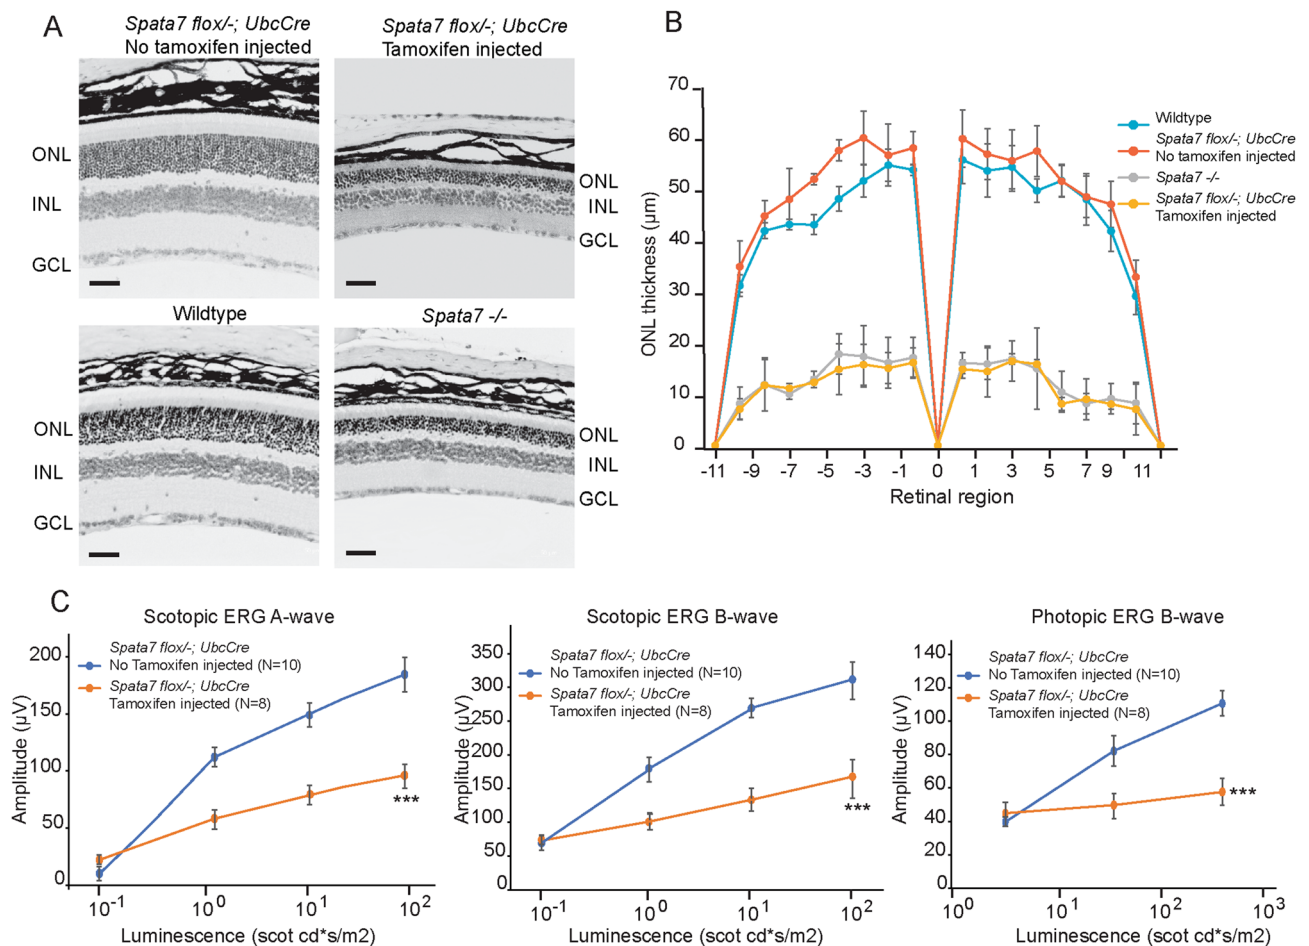 A
Spata7 flox/-; UbcCre
No tamoxifen injected
Spata7 flox/-; UbcCre
Tamoxifen injected
ONL
INL
GCL
ONL
INL
GCL
Wildtype
Spata7 -/-
ONL
INL
GCL
ONL
INL
GCL
B
70
60
50
40
30
20
10
0
ONL thickness (µm)
-11 -9 -7 -5 -3 -1 0 1 3 5 7 9 11
Retinal region
Wildtype
Spata7 flox/-; UbcCre
No tamoxifen injected
Spata7 -/-
Spata7 flox/-; UbcCre
Tamoxifen injected
C
Scotopic ERG A-wave
Spata7 flox/-; UbcCre
No Tamoxifen injected (N=10)
Spata7 flox/-; UbcCre
Tamoxifen injected (N=8)
200
150
100
50
0
Amplitude (µV)
***
10-1 100 101 102
Luminescence (scot cd*s/m2)
Scotopic ERG B-wave
Spata7 flox/-; UbcCre
No Tamoxifen injected (N=10)
Spata7 flox/-; UbcCre
Tamoxifen injected (N=8)
350
300
250
200
150
100
50
0
Amplitude (µV)
***
10-1 100 101 102
Luminescence (scot cd*s/m2)
Photopic ERG B-wave
Spata7 flox/-; UbcCre
No Tamoxifen injected (N=10)
Spata7 flox/-; UbcCre
Tamoxifen injected (N=8)
140
120
100
80
60
40
20
0
Amplitude (µV)
***
100 101 102 103
Luminescence (scot cd*s/m2)